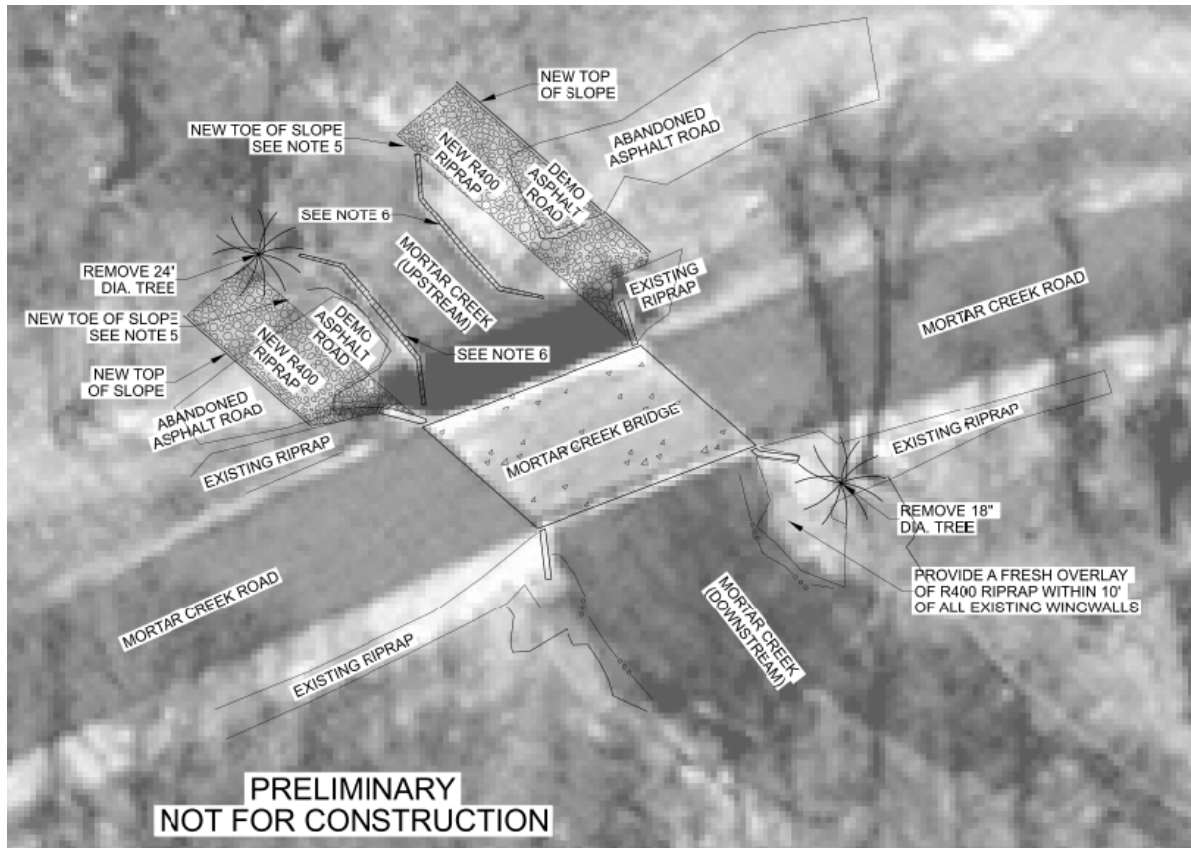 NEW TOP
OF SLOPE
ABANDONED
ASPHALT ROAD
NEW TOE OF SLOPE
SEE NOTE 5
NEW R400
RIPRAP
DEMO
ASPHALT
ROAD
SEE NOTE 6
MORTAR CREEK
(UPSTREAM)
EXISTING
RIPRAP
REMOVE 24"
DIA. TREE
MORTAR CREEK ROAD
NEW TOE OF SLOPE
SEE NOTE 5
DEMO
ASPHALT
ROAD
NEW R400
RIPRAP
SEE NOTE 6
NEW TOP
OF SLOPE
ABANDONED
ASPHALT ROAD
EXISTING RIPRAP
MORTAR CREEK BRIDGE
EXISTING RIPRAP
REMOVE 18"
DIA. TREE
PROVIDE A FRESH OVERLAY
OF R400 RIPRAP WITHIN 10'
OF ALL EXISTING WINGWALLS
MORTAR CREEK ROAD
MORTAR CREEK
(DOWNSTREAM)
EXISTING RIPRAP
PRELIMINARY
NOT FOR CONSTRUCTION